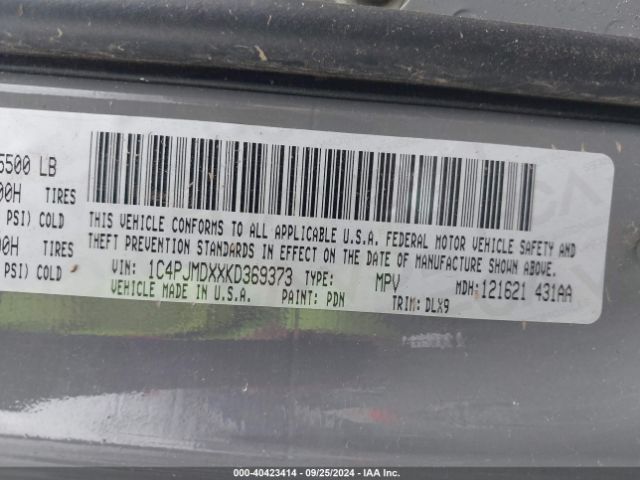 5500 LB
00H TIRES
PSI) COLD
00H TIRES
PSI) COLD
THIS VEHICLE CONFORMS TO ALL APPLICABLE U.S.A. FEDERAL MOTOR VEHICLE SAFETY AND
THEFT PREVENTION STANDARDS IN EFFECT ON THE DATE OF MANUFACTURE SHOWN ABOVE.
VIN: 1C4PJMDXXKD369373 TYPE: MPV MDH:121621 431AA
VEHICLE MADE IN U.S.A. PAINT: PDN TRIM: DLX9
000-40423414 - 09/25/2024 - IAA Inc.